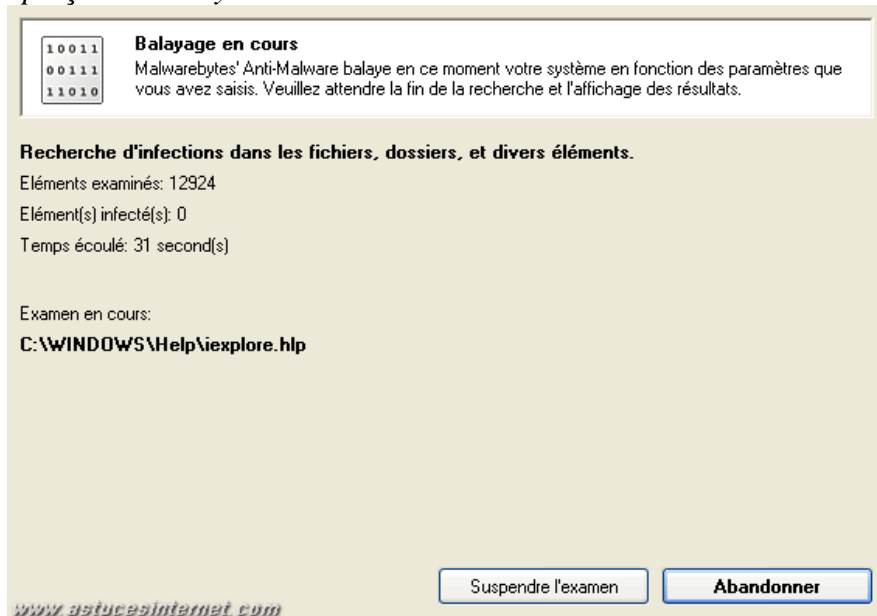 10011
00111
11010
Balayage en cours
Malwarebytes' Anti-Malware balaye en ce moment votre système en fonction des paramètres que
vous avez saisis. Veuillez attendre la fin de la recherche et l'affichage des résultats.
Recherche d'infections dans les fichiers, dossiers, et divers éléments.
Eléments examinés: 12924
Elément(s) infecté(s): 0
Temps écoulé: 31 second(s)
Examen en cours:
C:\WINDOWS\Help\iexplore.hlp
Suspendre l'examen
Abandonner
www.astucesinternet.com